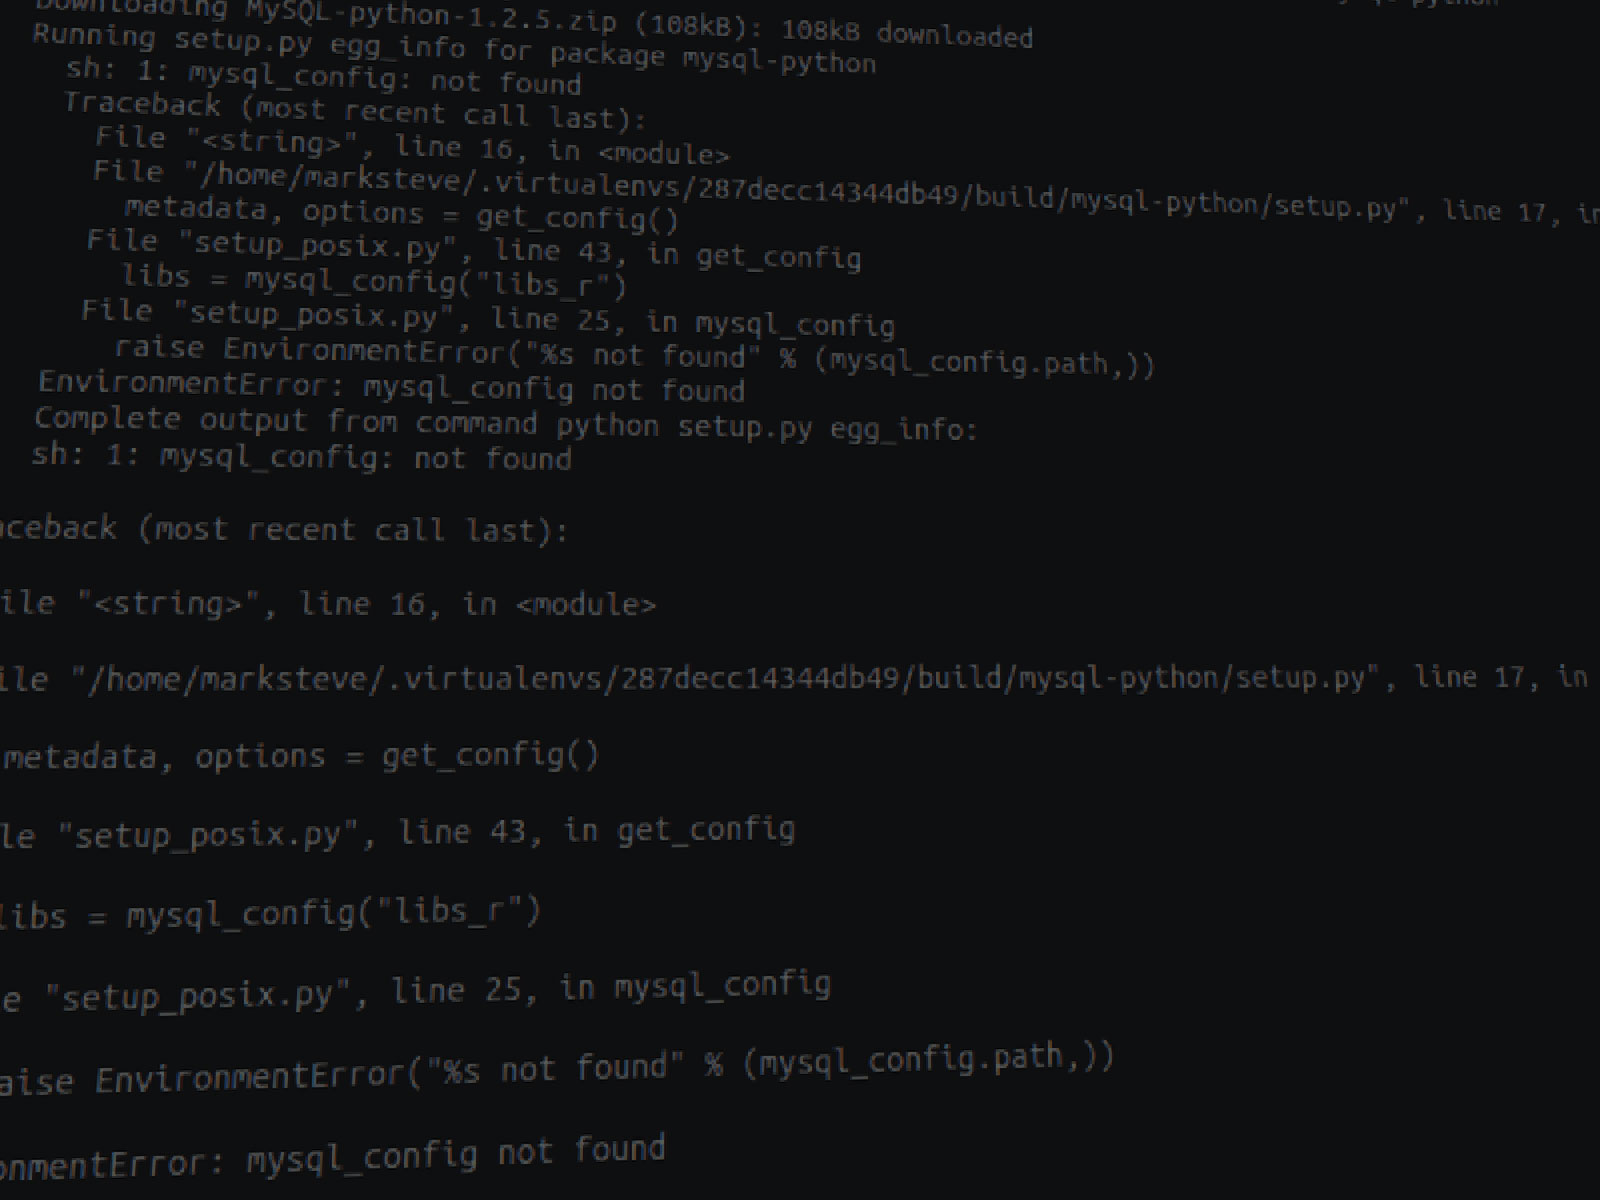 Downloading MySQL-python-1.2.5.zip (108kB): 108kB downloaded
Running setup.py egg_info for package mysql-python
sh: 1: mysql_config: not found
Traceback (most recent call last):
File "<string>", line 16, in <module>
File "/home/marksteve/.virtualenvs/287decc14344db49/build/mysql-python/setup.py", line 17, in
metadata, options = get_config()
File "setup_posix.py", line 43, in get_config
libs = mysql_config("libs_r")
File "setup_posix.py", line 25, in mysql_config
raise EnvironmentError("%s not found" % (mysql_config.path,))
EnvironmentError: mysql_config not found
Complete output from command python setup.py egg_info:
sh: 1: mysql_config: not found
aceback (most recent call last):
ile "<string>", line 16, in <module>
ile "/home/marksteve/.virtualenvs/287decc14344db49/build/mysql-python/setup.py", line 17, in
metadata, options = get_config()
le "setup_posix.py", line 43, in get_config
libs = mysql_config("libs_r")
e "setup_posix.py", line 25, in mysql_config
aise EnvironmentError("%s not found" % (mysql_config.path,))
onmentError: mysql_config not found